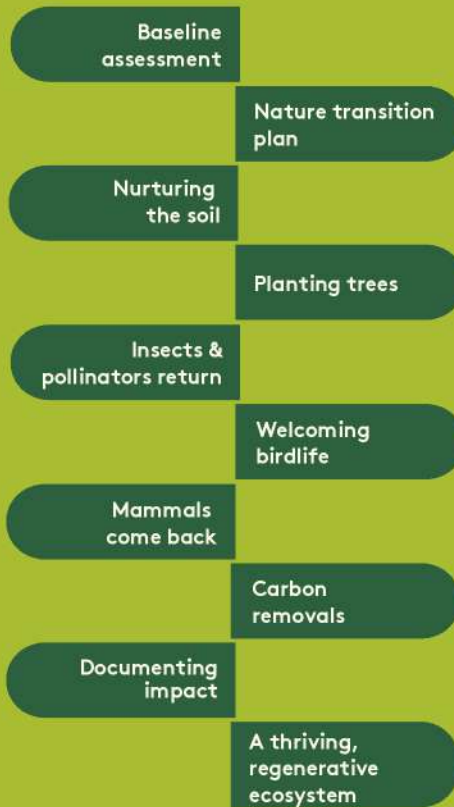 Baseline
assessment
Nature transition
plan
Nurturing
the soil
Planting trees
Insects &
pollinators return
Welcoming
birdlife
Mammals
come back
Carbon
removals
Documenting
impact
A thriving,
regenerative
ecosystem